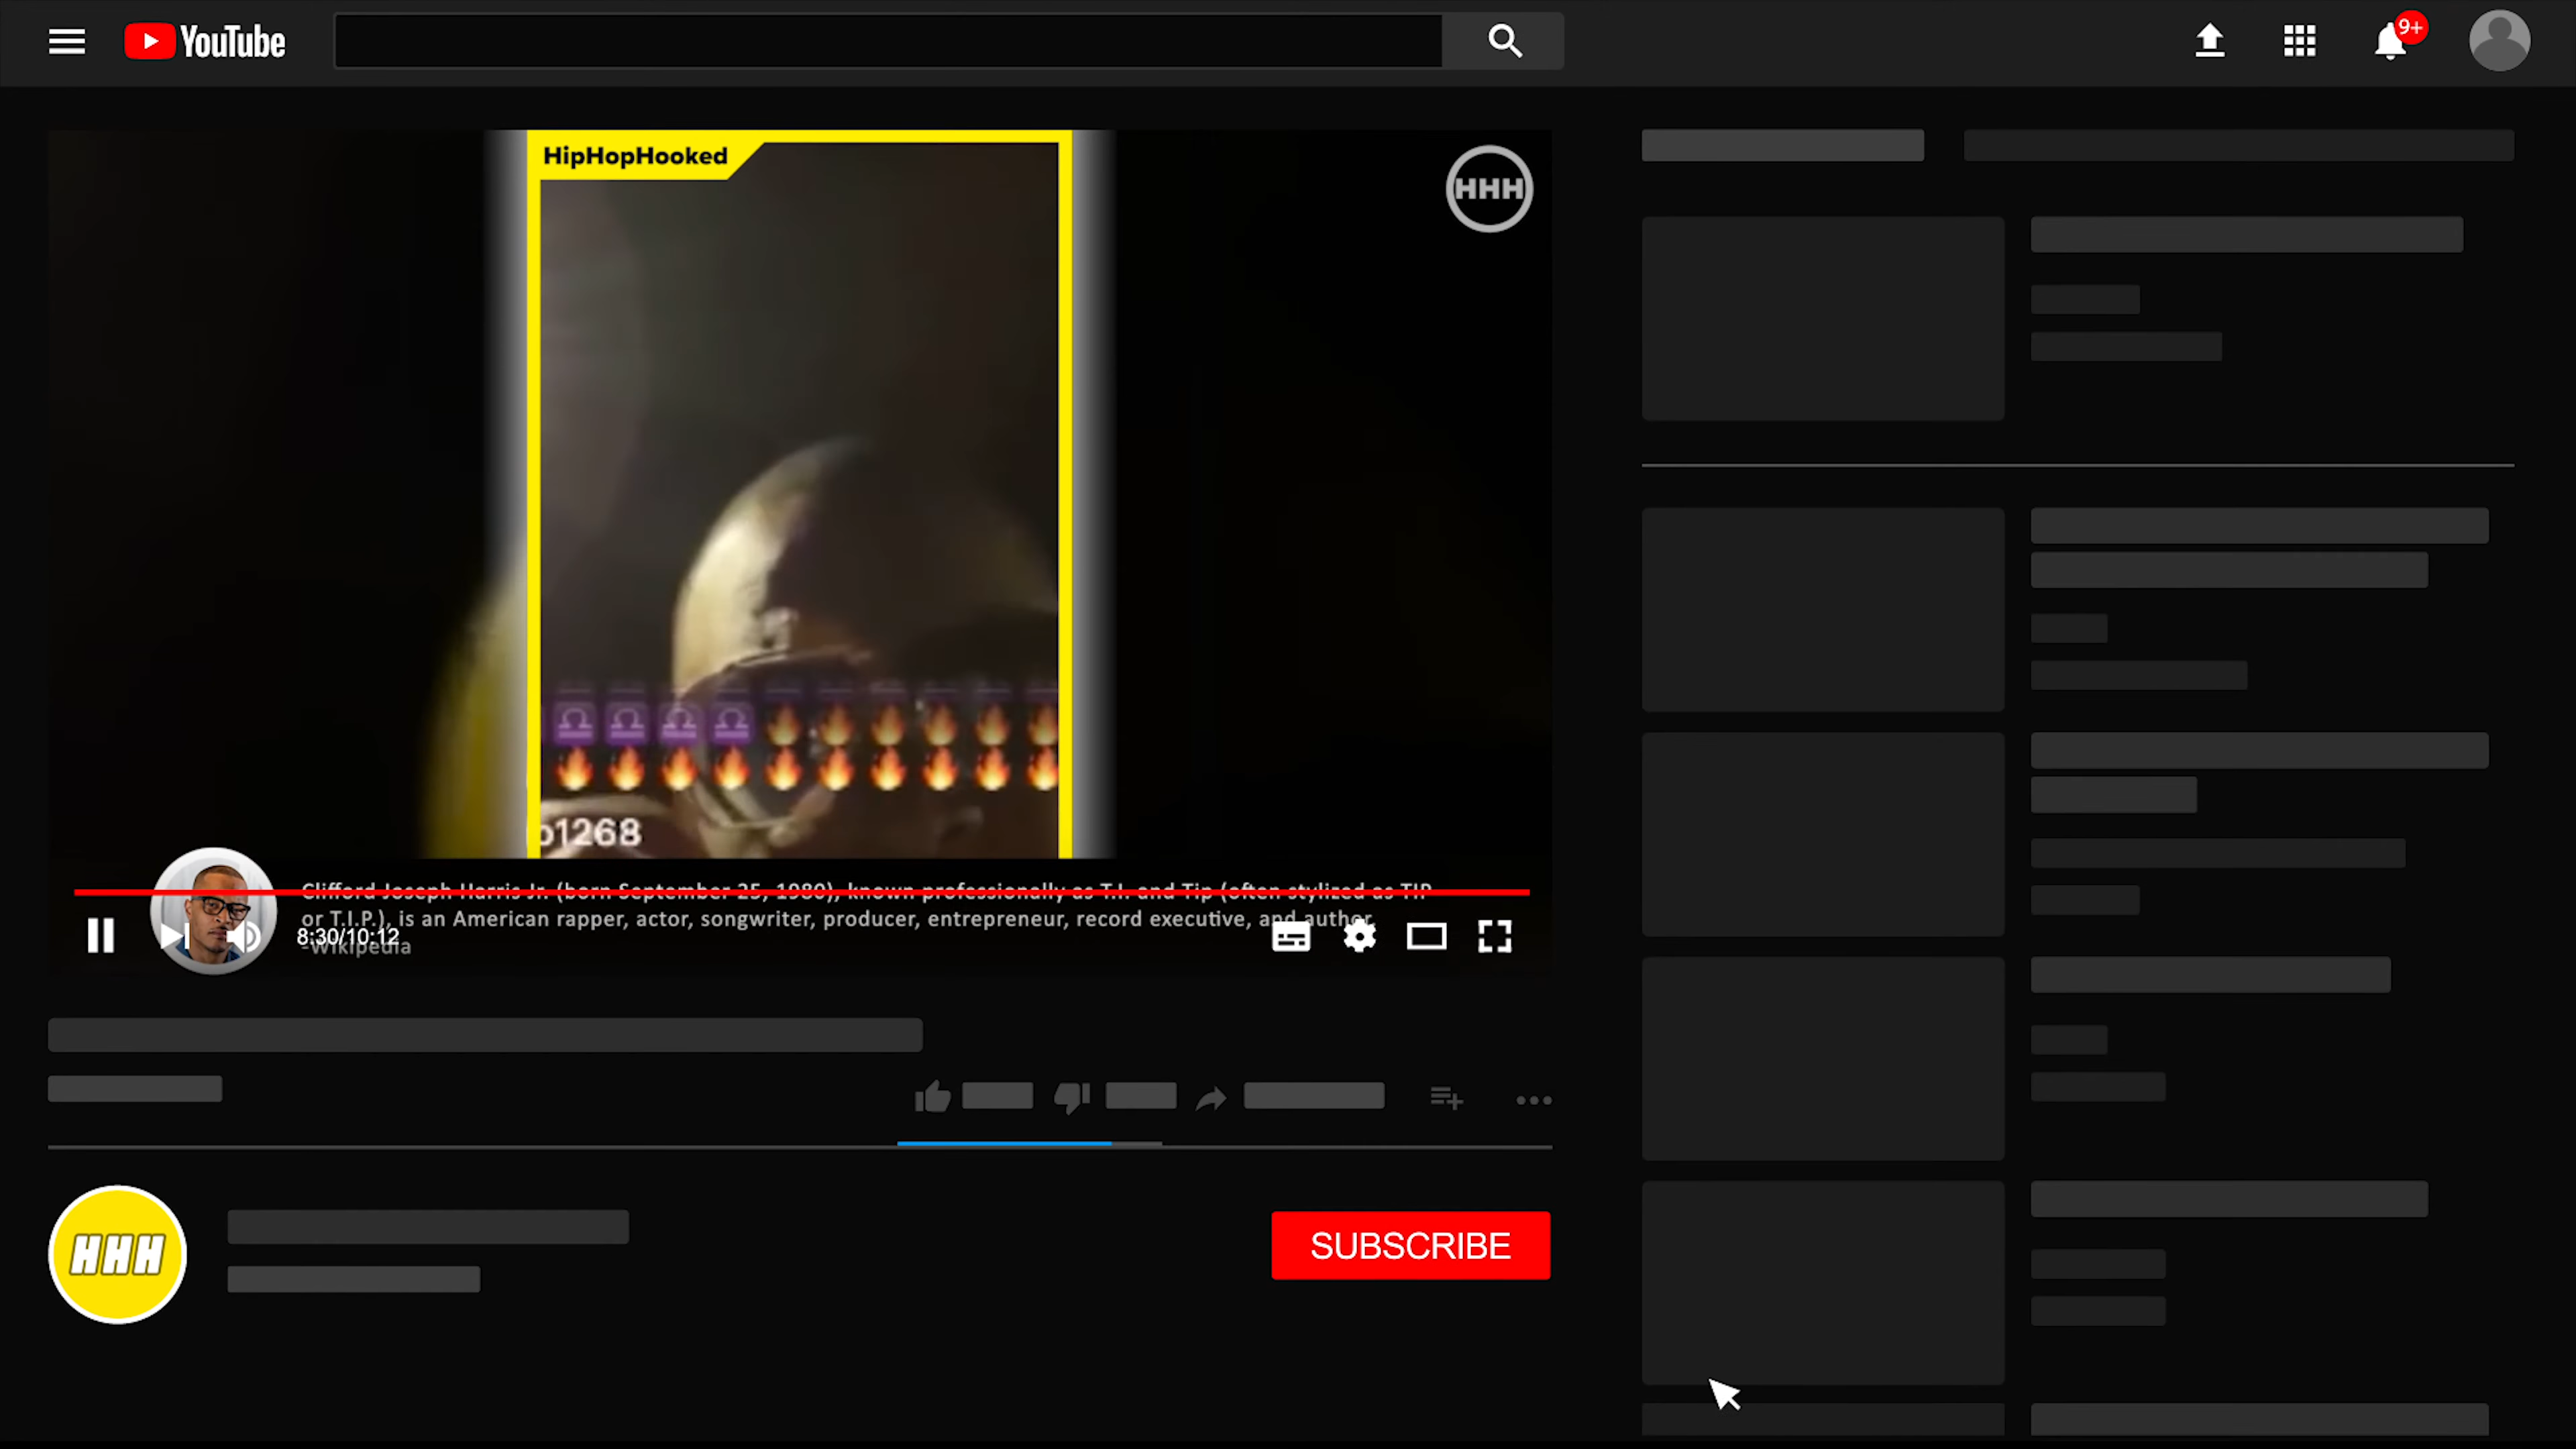 YouTube
9+
HipHopHooked
HHH
1268
Clifford Joseph Harris Jr. (born September 25, 1980), known professionally as T.I. and Tip (often stylized as TIP
or T.I.P.), is an American rapper, actor, songwriter, producer, entrepreneur, record executive, and author.
8:30/10:12
-Wikipedia
HHH
SUBSCRIBE